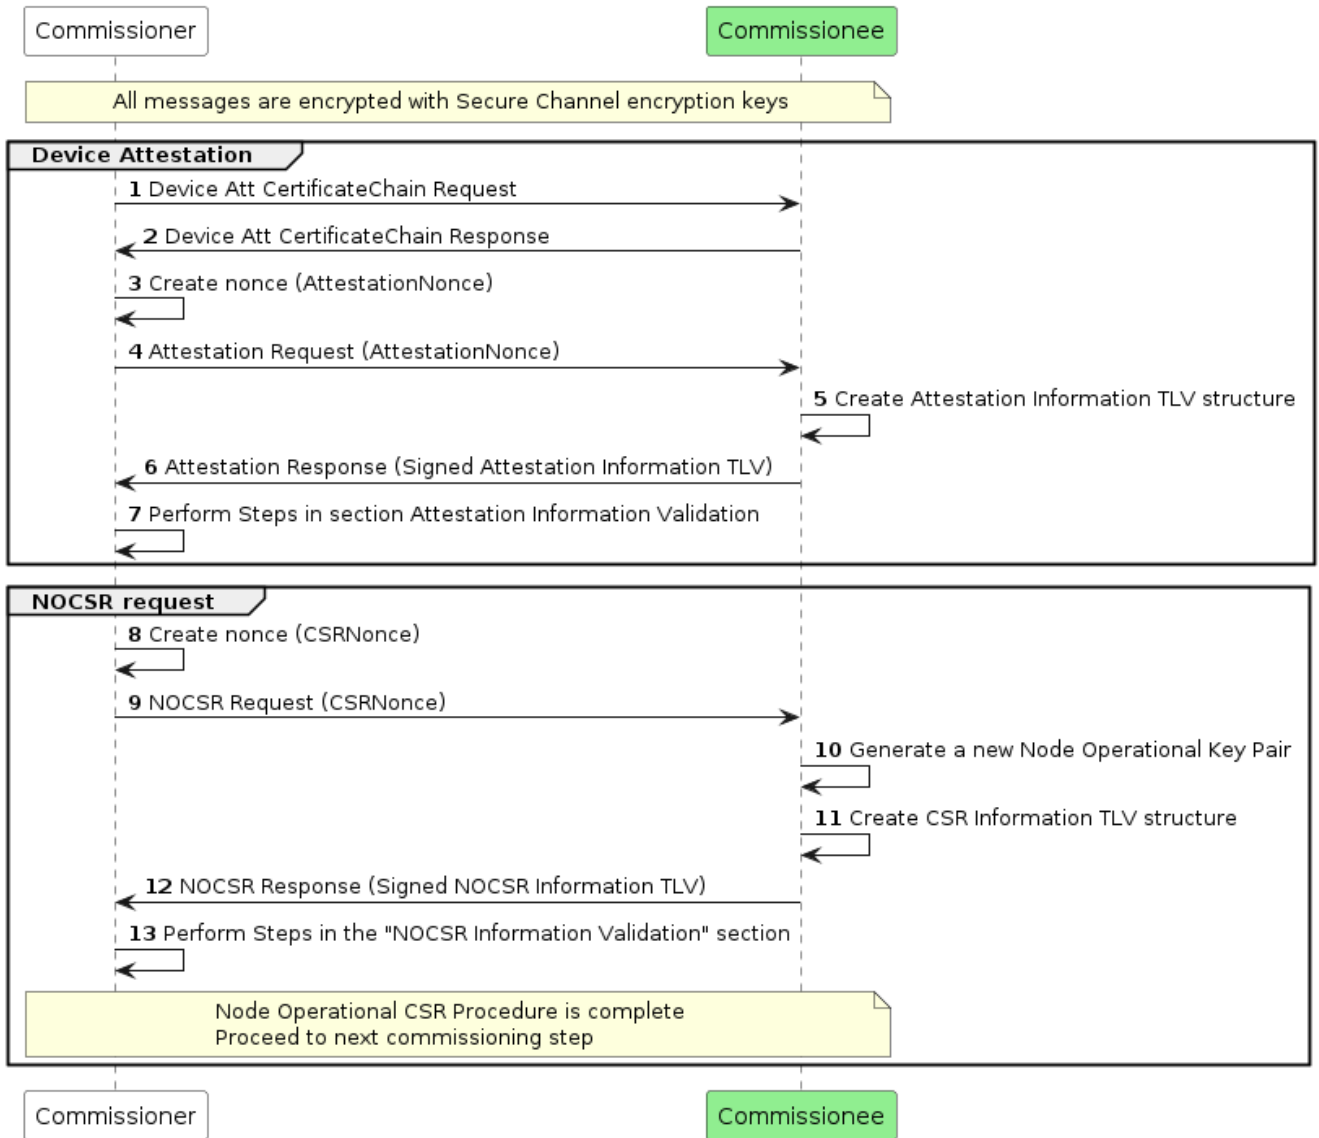 Commissioner
Commissionee
All messages are encrypted with Secure Channel encryption keys
Device Attestation
1 Device Att CertificateChain Request
2 Device Att CertificateChain Response
3 Create nonce (AttestationNonce)
4 Attestation Request (AttestationNonce)
5 Create Attestation Information TLV structure
6 Attestation Response (Signed Attestation Information TLV)
7 Perform Steps in section Attestation Information Validation
NOCSR request
8 Create nonce (CSRNonce)
9 NOCSR Request (CSRNonce)
10 Generate a new Node Operational Key Pair
11 Create CSR Information TLV structure
12 NOCSR Response (Signed NOCSR Information TLV)
13 Perform Steps in the "NOCSR Information Validation" section
Node Operational CSR Procedure is complete
Proceed to next commissioning step
Commissioner
Commissionee